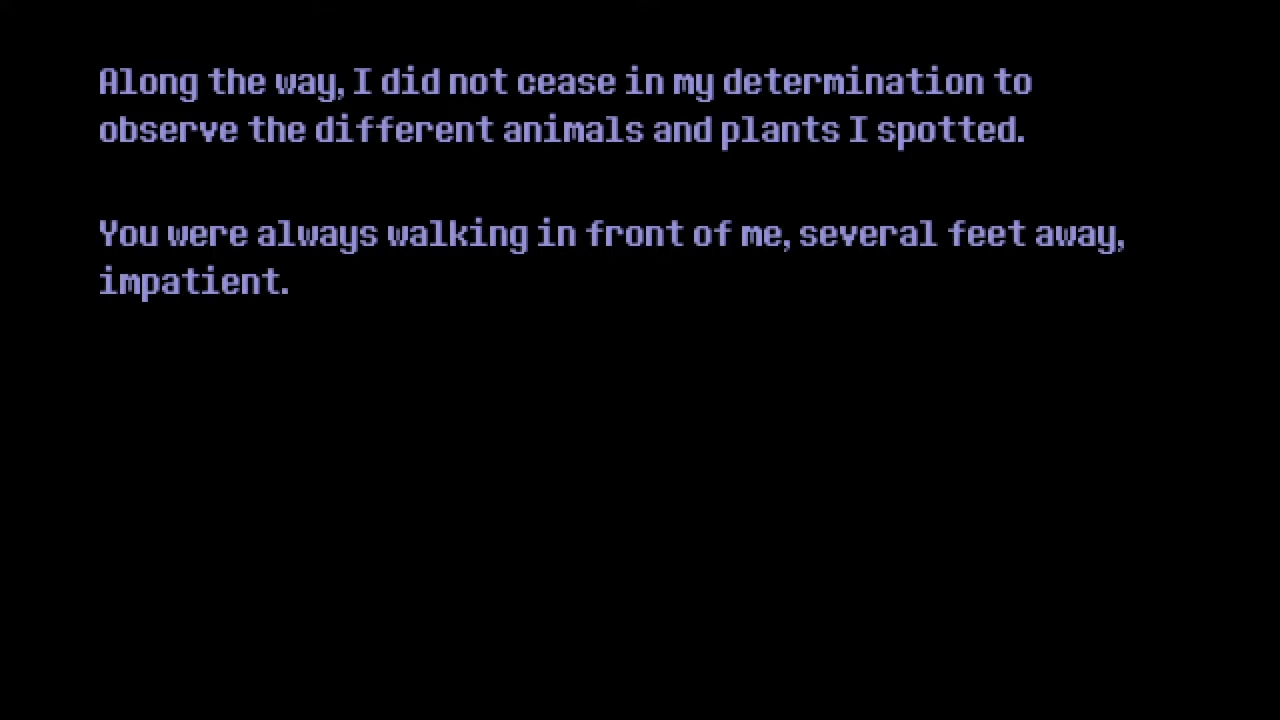 Along the way, I did not cease in my determination to
observe the different animals and plants I spotted.
You were always walking in front of me, several feet away,
impatient.